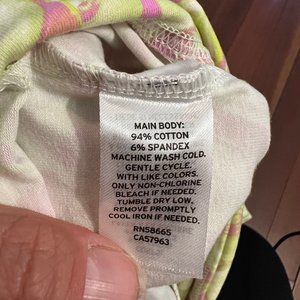 MAIN BODY:
94% COTTON
6% SPANDEX
MACHINE WASH COLD.
GENTLE CYCLE.
WITH LIKE COLORS.
ONLY NON-CHLORINE
BLEACH IF NEEDED.
TUMBLE DRY LOW,
REMOVE PROMPTLY
COOL IRON IF NEEDED.
RN58665
CA57963